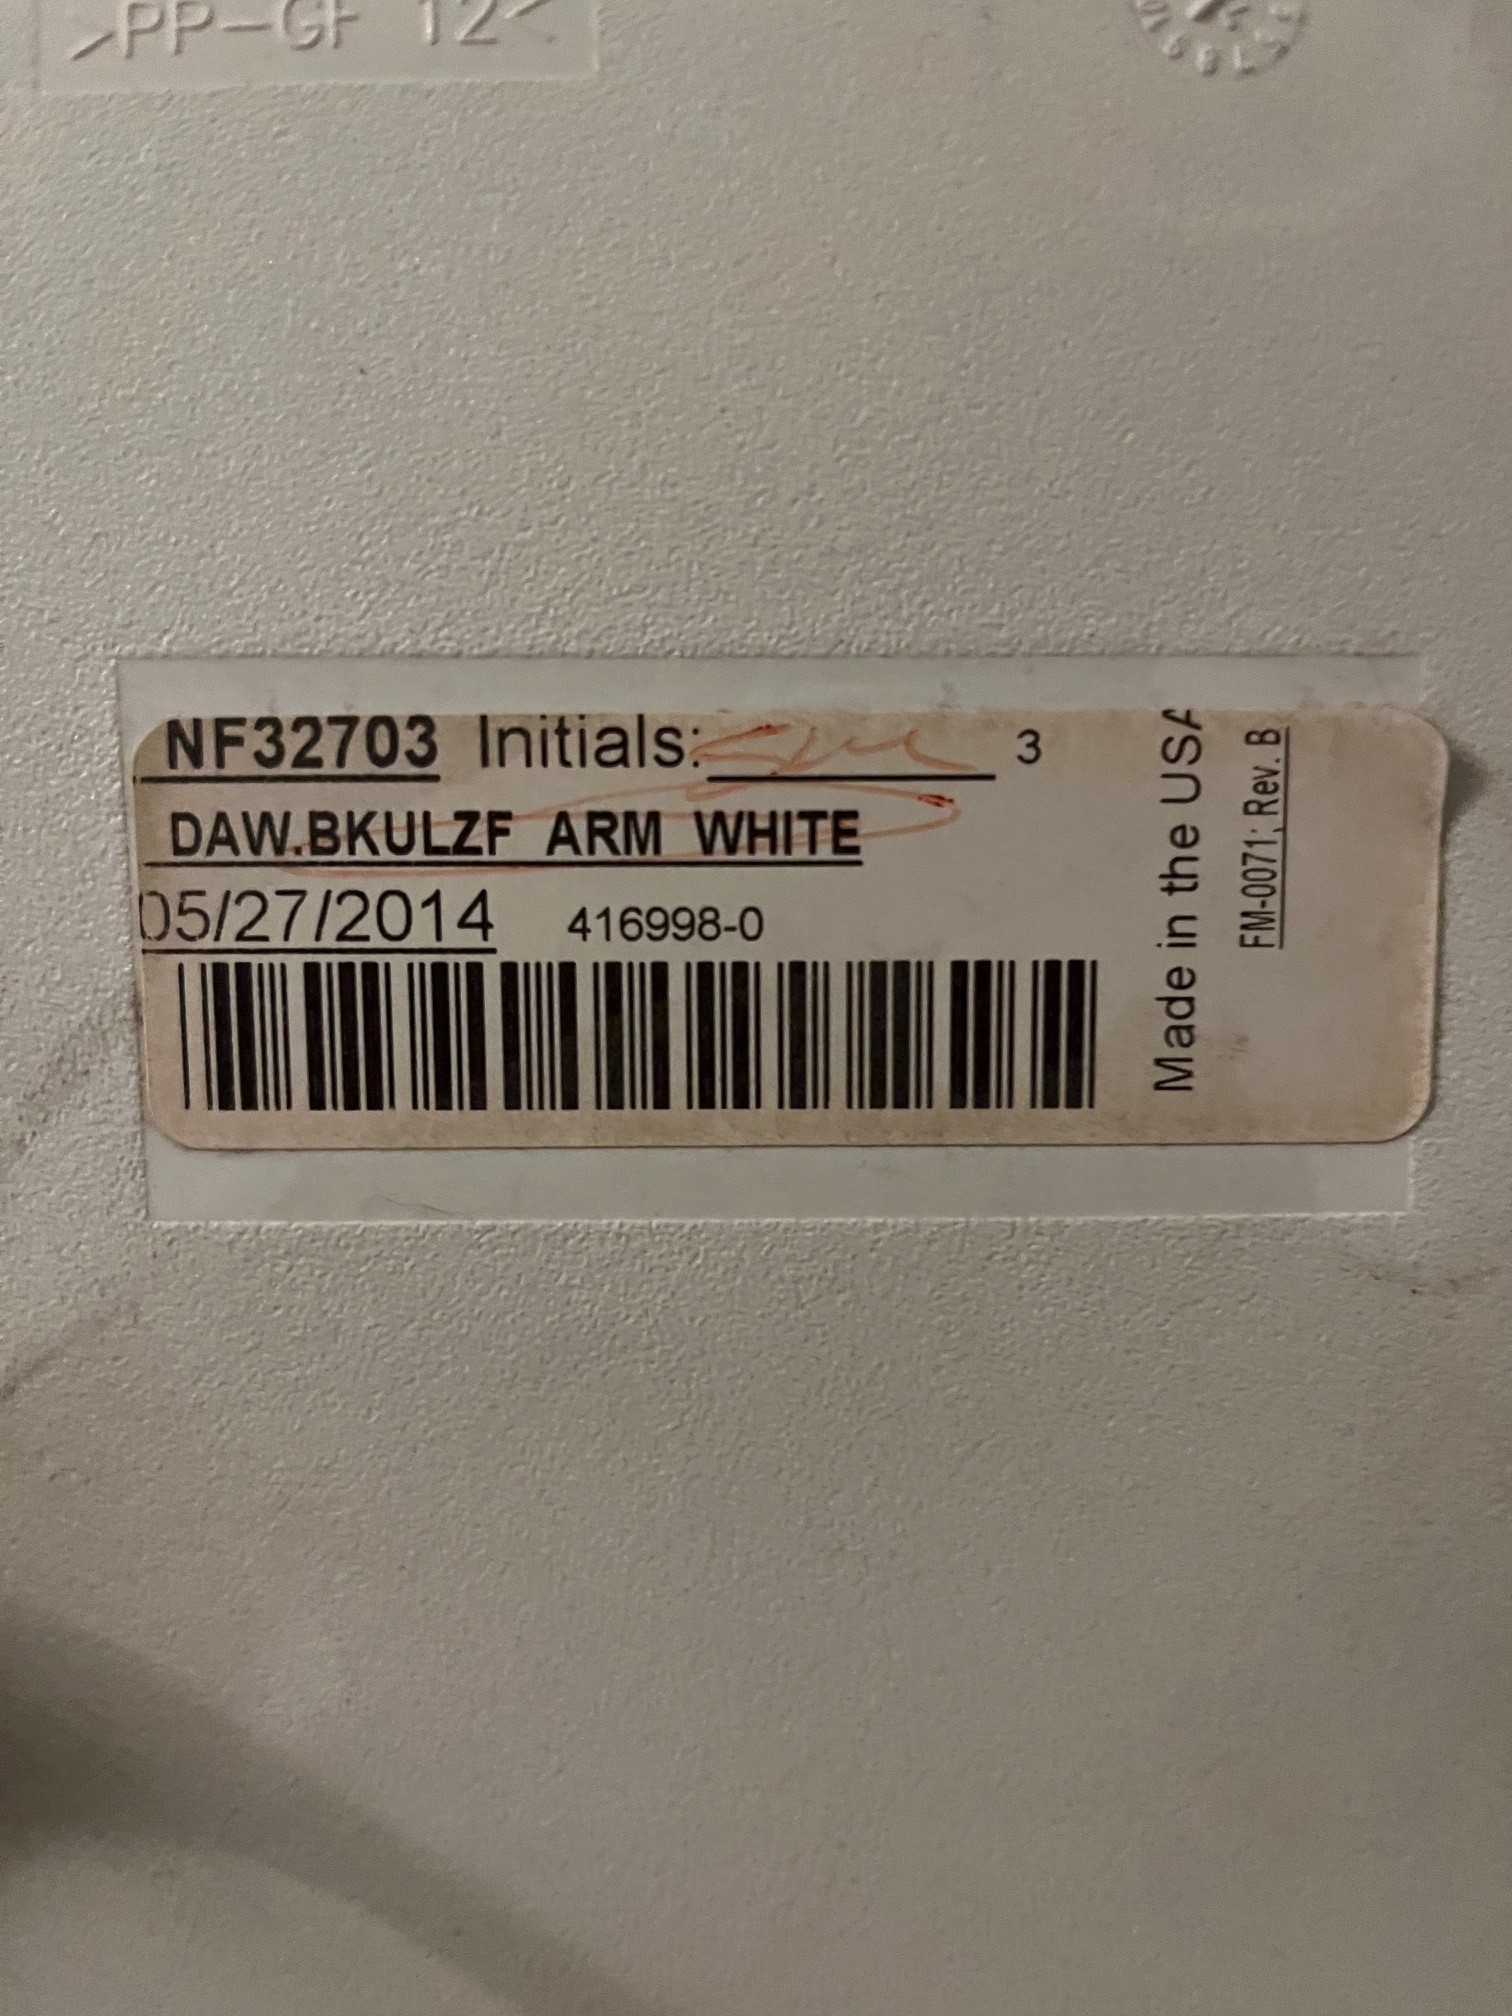 >PP-GF 12<
NF32703 Initials: 3
DAW.BKULZF ARM WHITE
05/27/2014 416998-0
Made in the USA
FM-0071; Rev. B